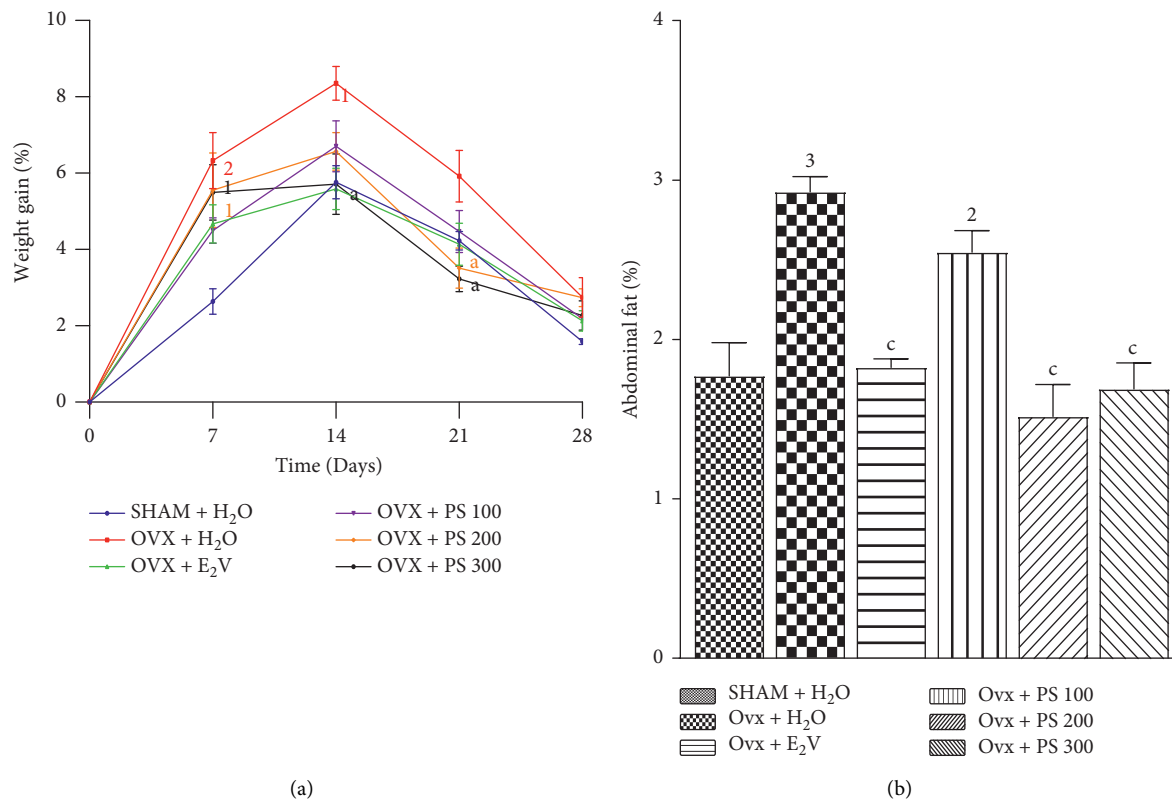 10
8
6
4
2
0
Weight gain (%)
2
1
1
1
a
a
a
0 7 14 21 28
Time (Days)
SHAM + H₂O
OVX + H₂O
OVX + E₂V
OVX + PS 100
OVX + PS 200
OVX + PS 300
(a)
4
3
2
1
0
Abdominal fat (%)
3
c
2
c
c
SHAM + H₂O
Ovx + H₂O
Ovx + E₂V
Ovx + PS 100
Ovx + PS 200
Ovx + PS 300
(b)